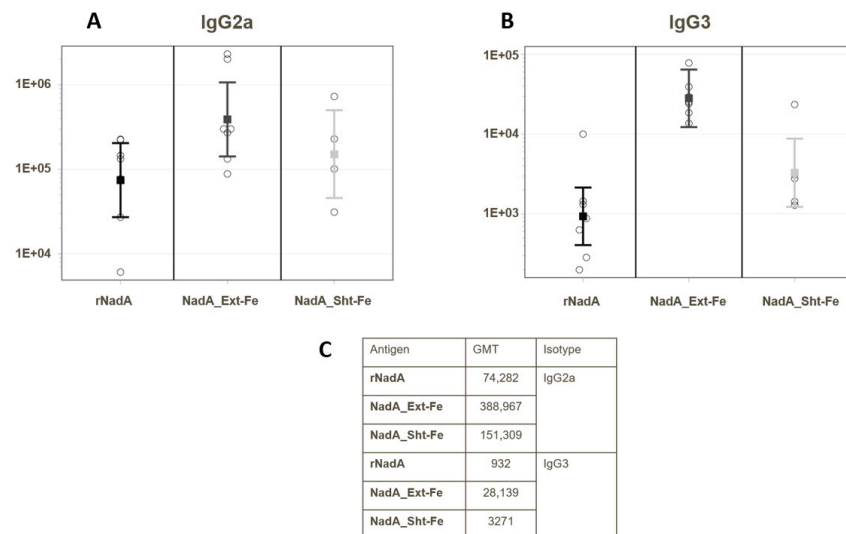 A
IgG2a
1E+06
1E+05
1E+04
rNadA
NadA_Ext-Fe
NadA_Sht-Fe
B
IgG3
1E+05
1E+04
1E+03
rNadA
NadA_Ext-Fe
NadA_Sht-Fe
C
Antigen GMT Isotype
rNadA 74,282 IgG2a
NadA_Ext-Fe 388,967
NadA_Sht-Fe 151,309
rNadA 932 IgG3
NadA_Ext-Fe 28,139
NadA_Sht-Fe 3271